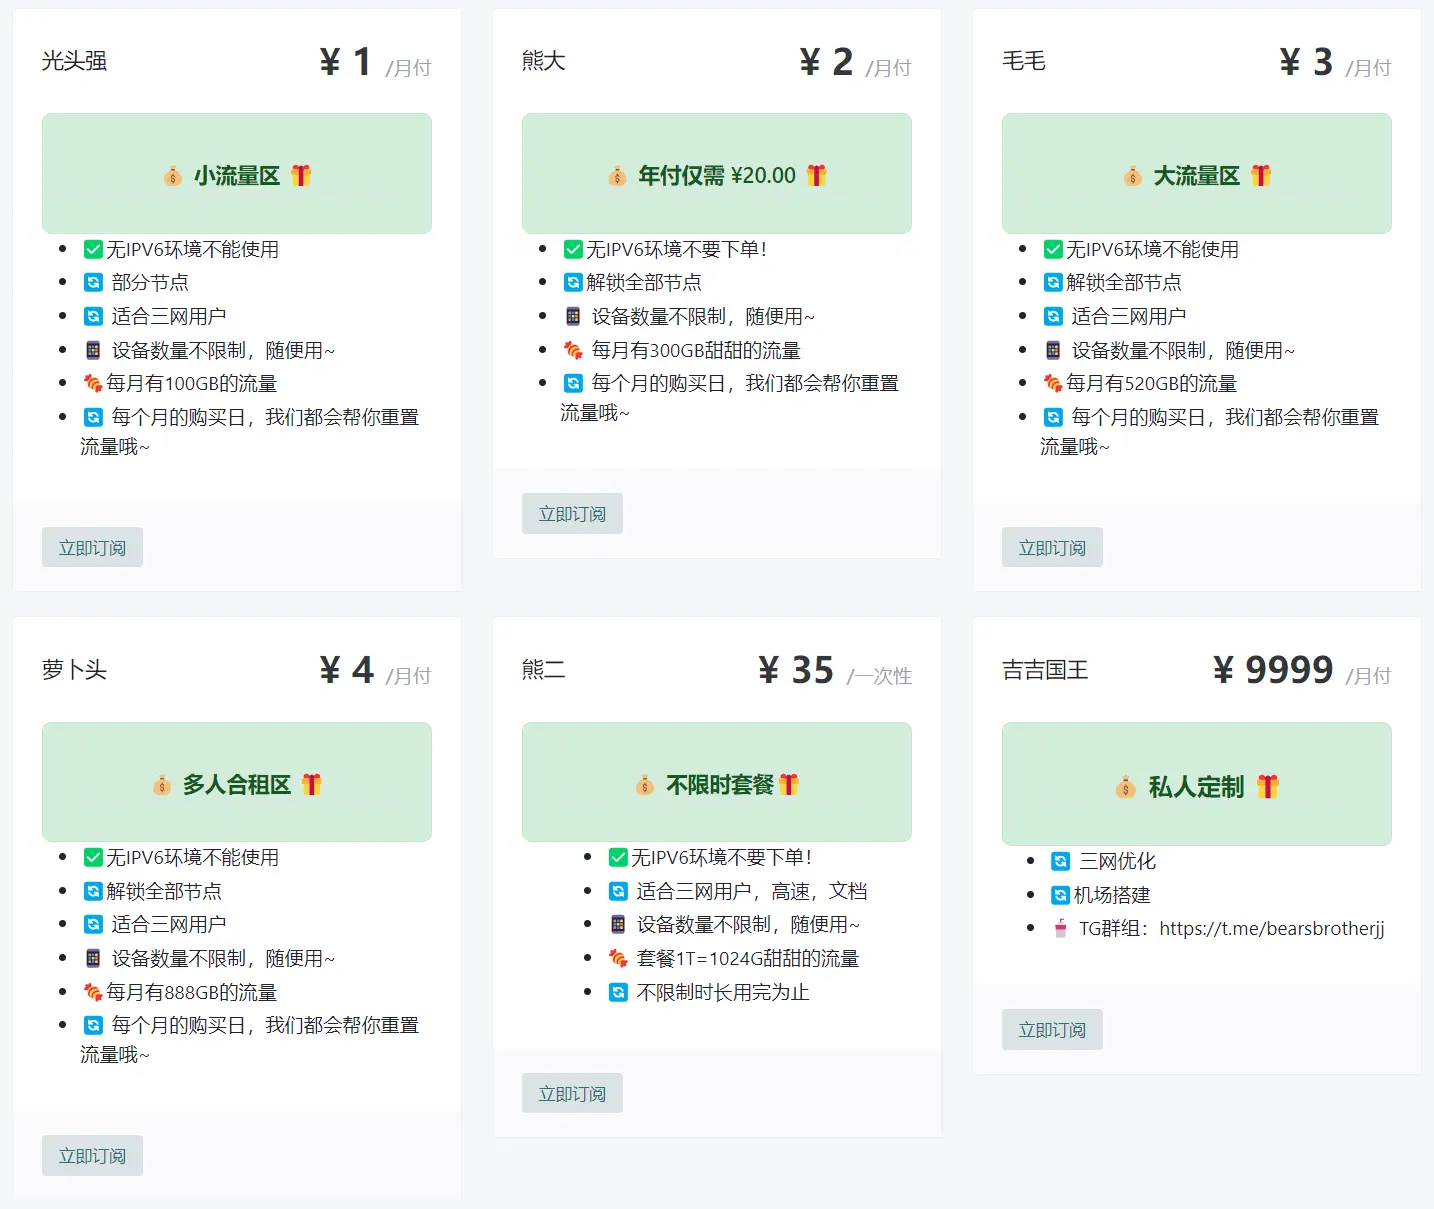 光头强
¥ 1 /月付
💰 小流量区 🎁
✅无IPV6环境不能使用
🔄 部分节点
🔄 适合三网用户
📱 设备数量不限制，随便用~
🍬每月有100GB的流量
🔄 每个月的购买日，我们都会帮你重置
流量哦~
立即订阅
熊大
¥ 2 /月付
💰 年付仅需 ¥20.00 🎁
✅无IPV6环境不要下单！
🔄解锁全部节点
📱 设备数量不限制，随便用~
🍬 每月有300GB甜甜的流量
🔄 每个月的购买日，我们都会帮你重置
流量哦~
立即订阅
毛毛
¥ 3 /月付
💰 大流量区 🎁
✅无IPV6环境不能使用
🔄解锁全部节点
🔄 适合三网用户
📱 设备数量不限制，随便用~
🍬每月有520GB的流量
🔄 每个月的购买日，我们都会帮你重置
流量哦~
立即订阅
萝卜头
¥ 4 /月付
💰 多人合租区 🎁
✅无IPV6环境不能使用
🔄解锁全部节点
🔄 适合三网用户
📱 设备数量不限制，随便用~
🍬每月有888GB的流量
🔄 每个月的购买日，我们都会帮你重置
流量哦~
立即订阅
熊二
¥ 35 /一次性
💰 不限时套餐🎁
✅无IPV6环境不要下单！
🔄 适合三网用户，高速，文档
📱 设备数量不限制，随便用~
🍬 套餐1T=1024G甜甜的流量
🔄 不限制时长用完为止
立即订阅
吉吉国王
¥ 9999 /月付
💰 私人定制 🎁
🔄 三网优化
🔄机场搭建
🥤 TG群组：https://t.me/bearsbrotherjj
立即订阅